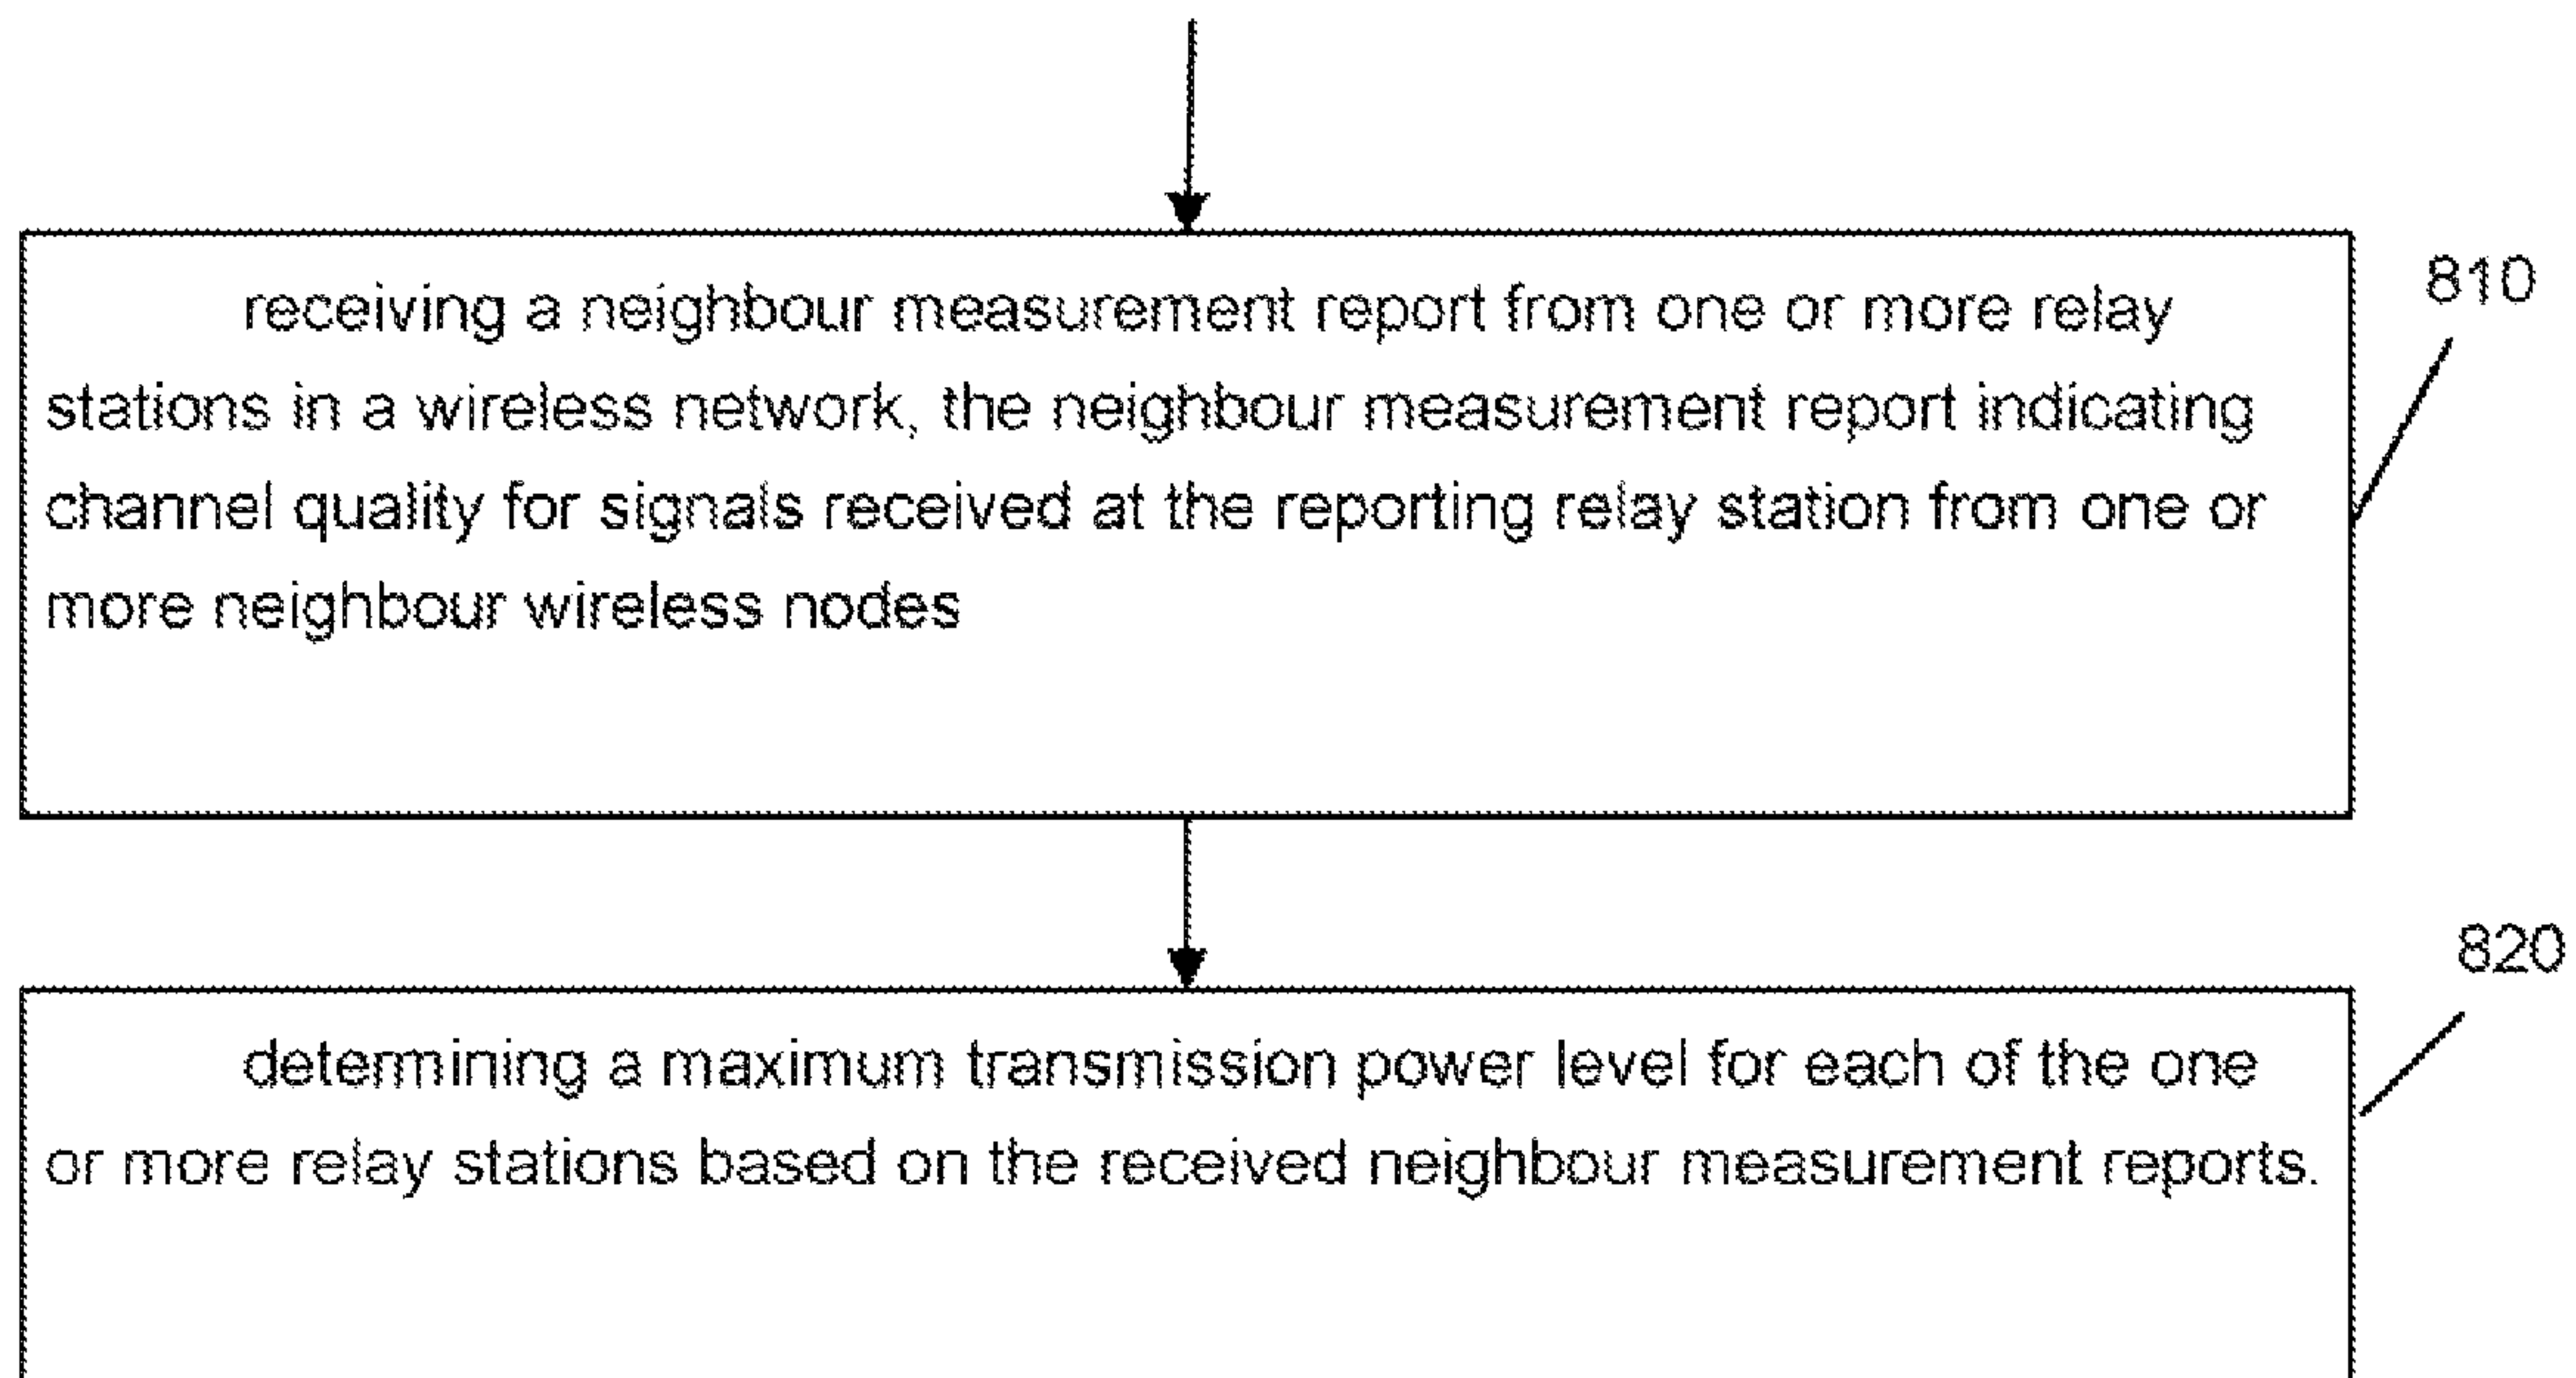 receiving a neighbour measurement report from one or more relay
810
stations in a wireless network, the neighbour measurement report indicating
channel quality for signals received at the reporting relay station from one or
more neighbour wireless nodes
820
determining a maximum transmission power level for each of the one
or more relay stations based on the received neighbour measurement reports.